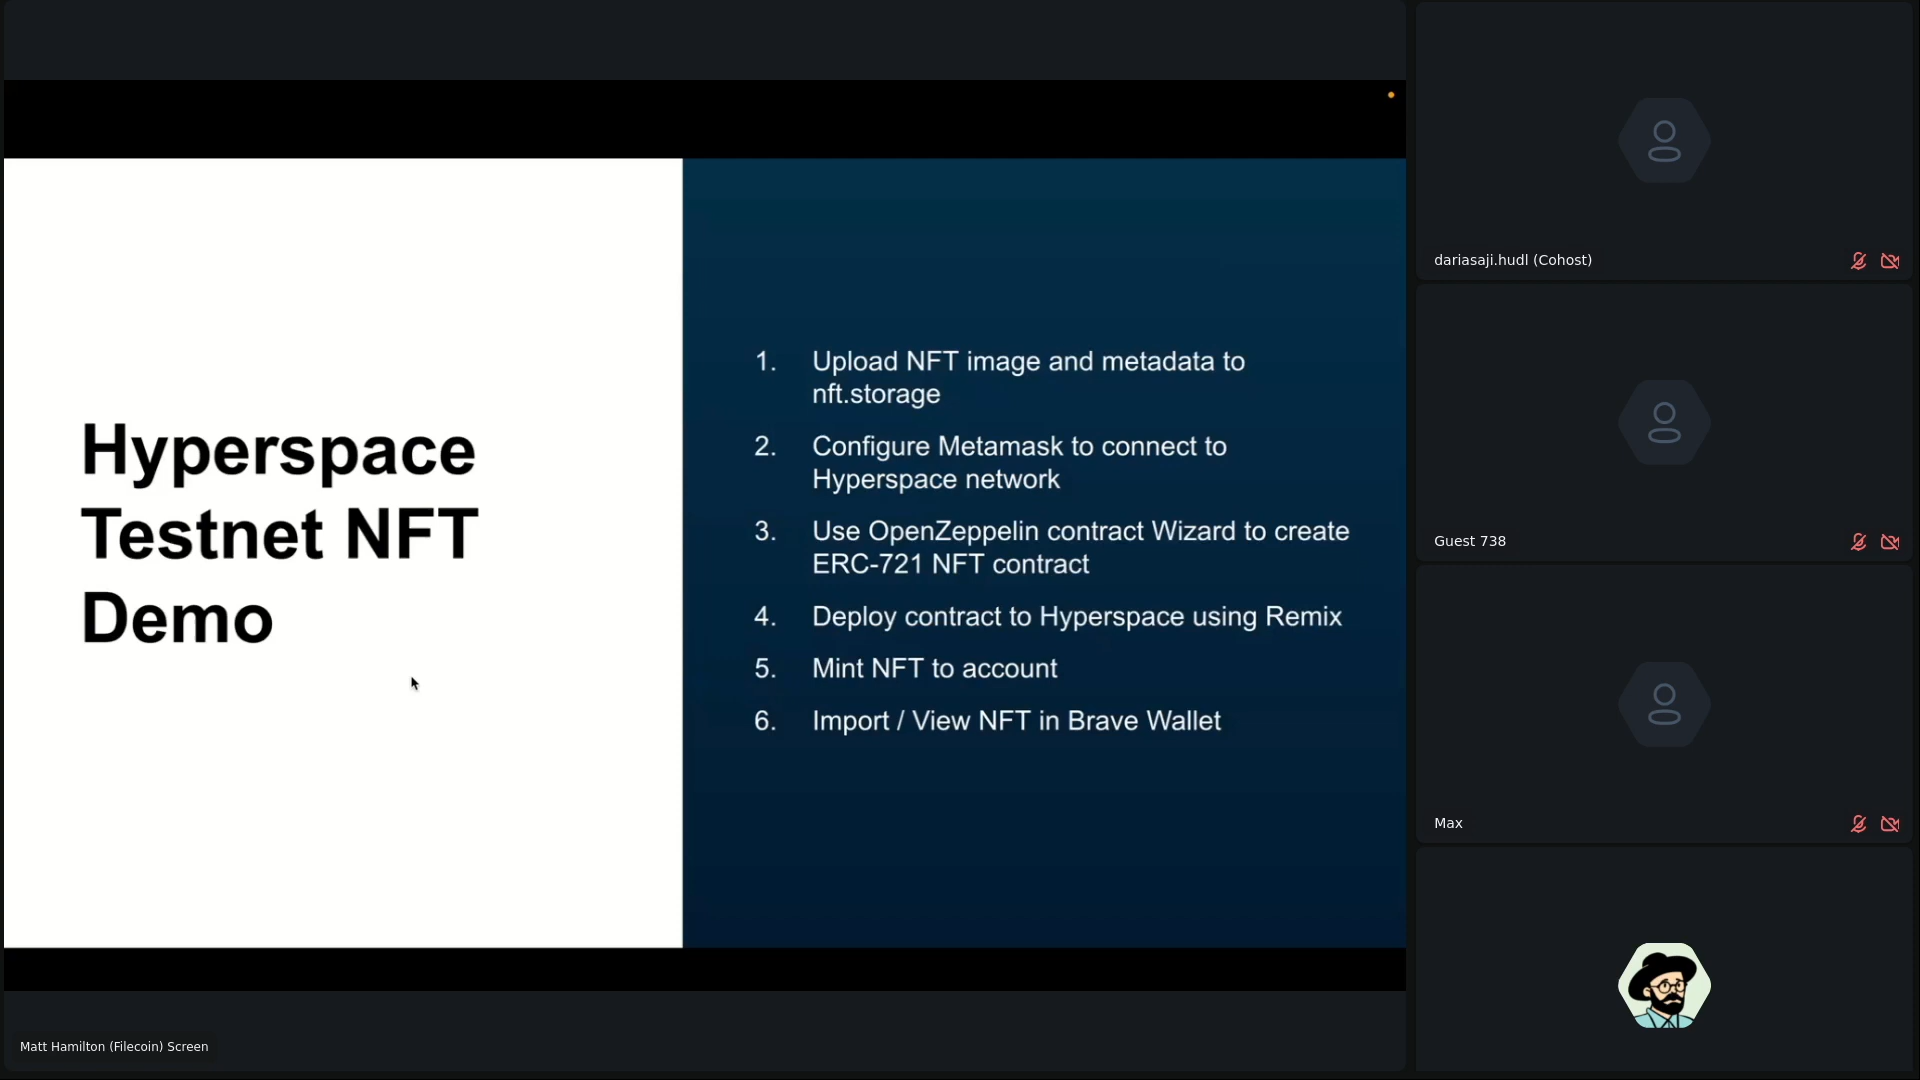 Hyperspace
Testnet NFT
Demo
1. Upload NFT image and metadata to
nft.storage
2. Configure Metamask to connect to
Hyperspace network
3. Use OpenZeppelin contract Wizard to create
ERC-721 NFT contract
4. Deploy contract to Hyperspace using Remix
5. Mint NFT to account
6. Import / View NFT in Brave Wallet
Matt Hamilton (Filecoin) Screen
dariasaji.hudl (Cohost)
Guest 738
Max